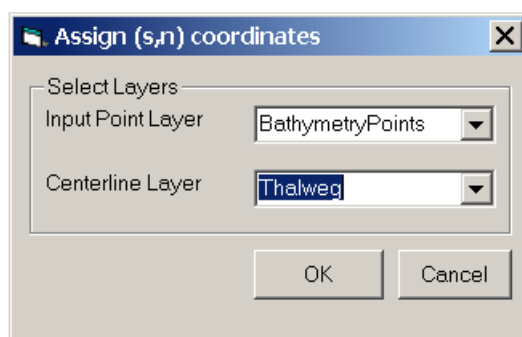 Assign (s,n) coordinates
Select Layers
Input Point Layer BathymetryPoints
Centerline Layer Thalweg
OK Cancel